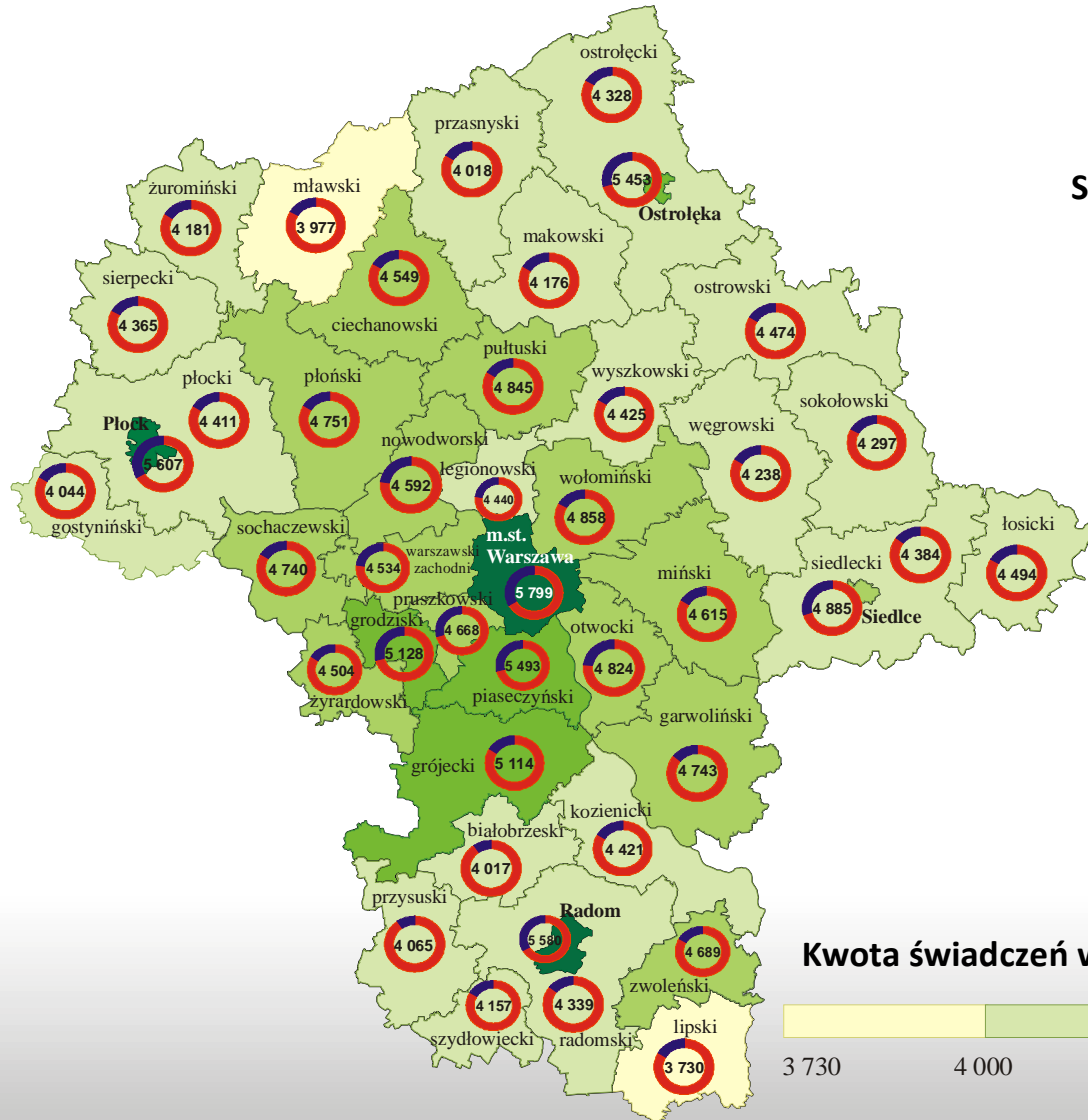 ostrołęcki
4 328
przasnyski
4 018
5 453
Ostrołęka
S
żuromiński
4 181
mławski
3 977
makowski
4 176
sierpecki
4 365
4 549
ciechanowski
ostrowski
4 474
pułtuski
4 845
płocki
4 411
płoński
4 751
wyszkowski
4 425
sokołowski
4 297
Płock
5 607
węgrowski
4 238
nowodworski
4 592
legionowski
4 440
wołomiński
4 858
4 044
gostyniński
sochaczewski
4 740
warszawski
zachodni
4 534
m.st.
Warszawa
5 799
łosicki
4 494
siedlecki
4 384
4 885
Siedlce
miński
4 615
pruszkowski
4 668
grodziski
5 128
otwocki
4 824
4 504
żyrardowski
5 493
piaseczyński
garwoliński
4 743
grójecki
5 114
kozienicki
4 421
białobrzeski
4 017
przysuski
4 065
Radom
5 580
4 689
zwoleński
4 157
szydłowiecki
4 339
radomski
lipski
3 730
Kwota świadczeń w
3 730
4 000